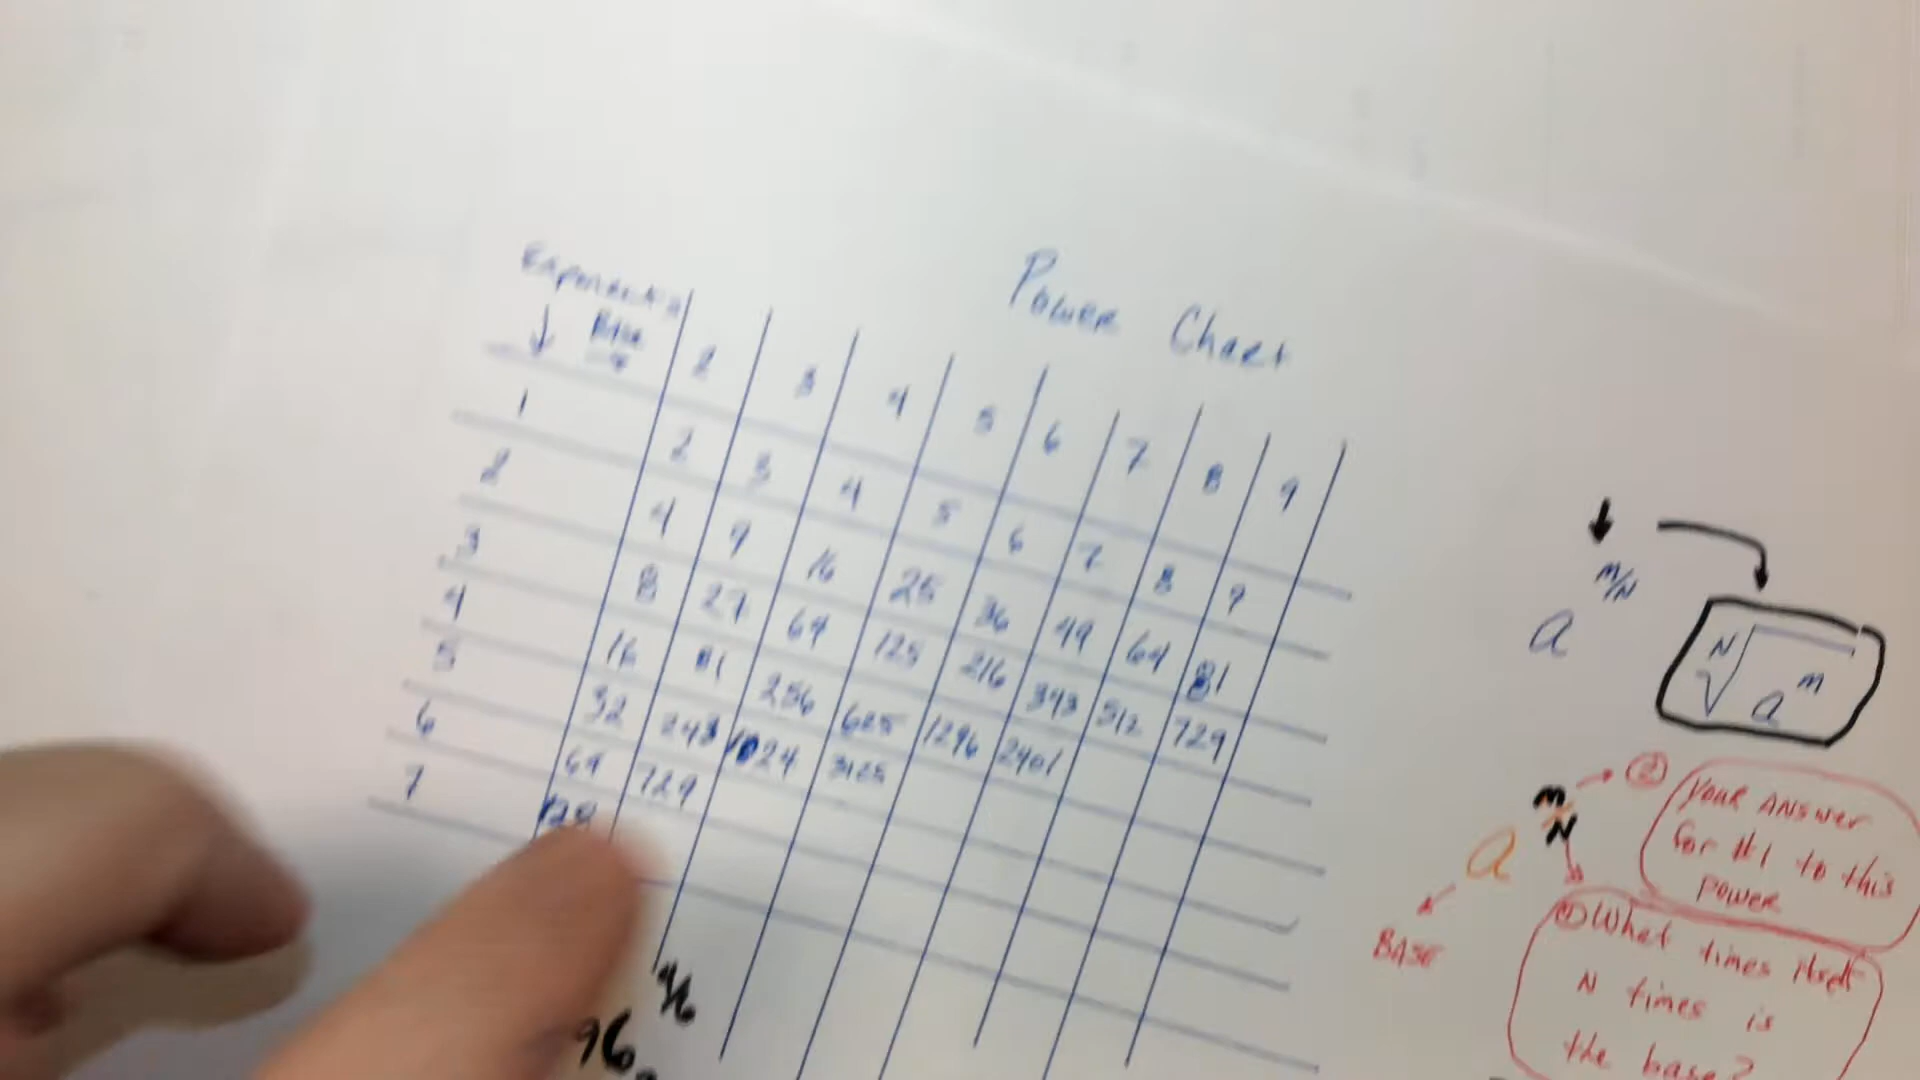 Power Chart
Exponential
Base
2 3 4 5 6 7 8 9
1 2 3 4 5 6 7 8 9
2 4 9 16 25 36 49 64 81
3 8 27 64 125 216 343 512 729
4 16 81 256 625 1296 2401
5 32 243 1024 3125
6 64 729
7 128
a m/N
N√a m
a m/N
BASE
② Your Answer
for #1 to this
power
① What times itself
N times is
the base?